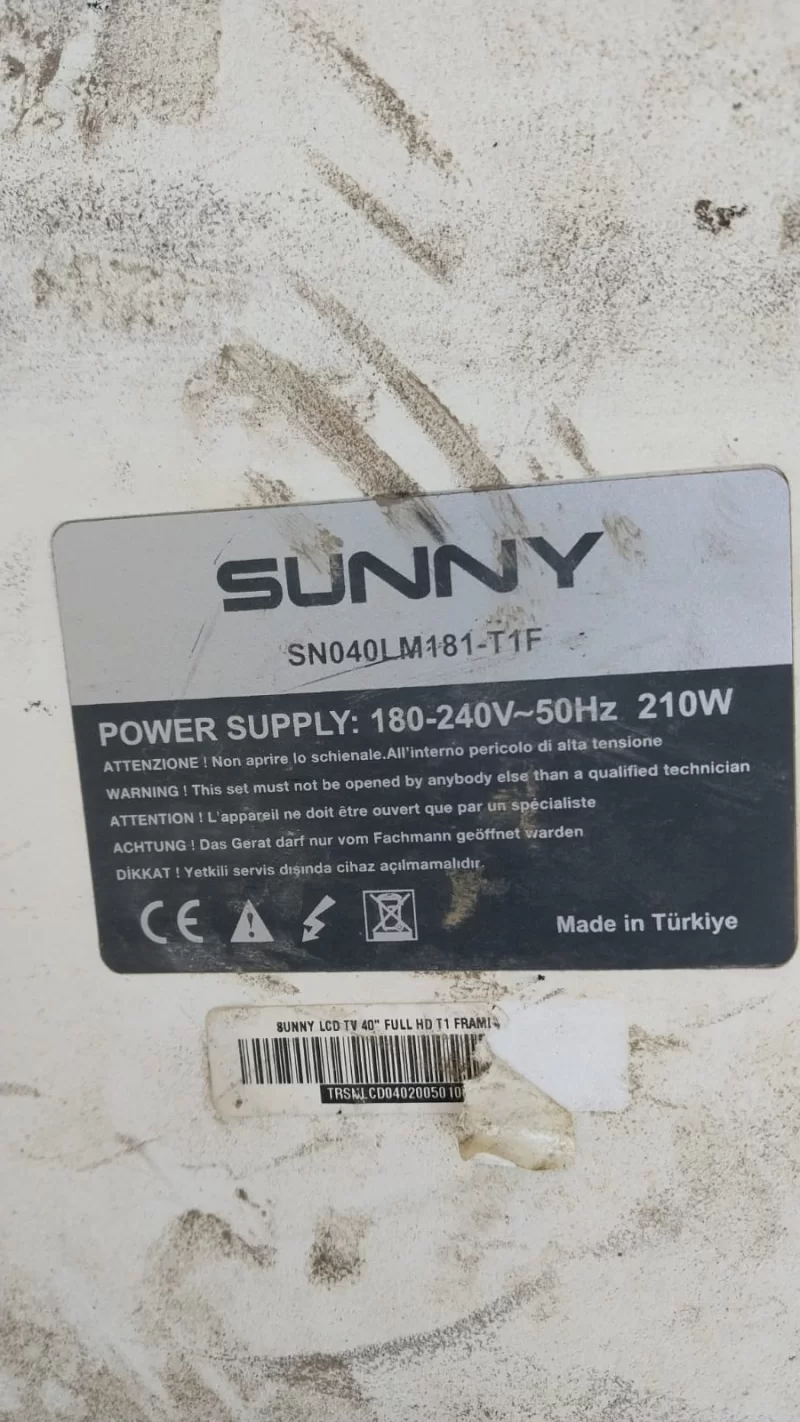 SUNNY
SN040LM181-T1F
POWER SUPPLY: 180-240V~50Hz 210W
ATTENZIONE ! Non aprire lo schienale.All'interno pericolo di alta tensione
WARNING ! This set must not be opened by anybody else than a qualified technician
ATTENTION ! L'appareil ne doit être ouvert que par un spécialiste
ACHTUNG ! Das Gerat darf nur vom Fachmann geöffnet warden
DİKKAT ! Yetkili servis dışında cihaz açılmamalıdır.
CE
Made in Türkiye
SUNNY LCD TV 40" FULL HD T1